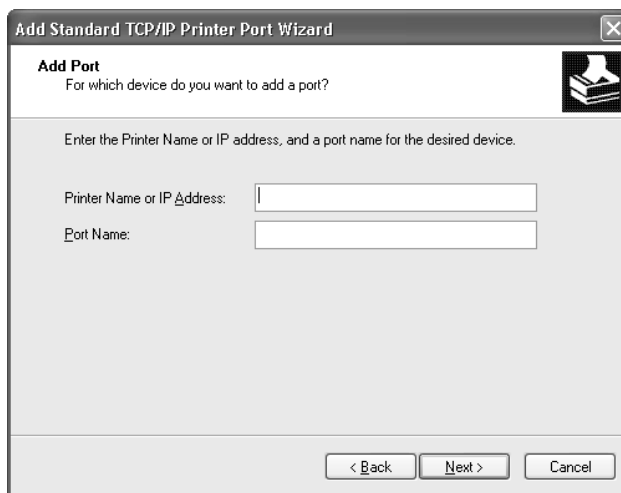 Add Standard TCP/IP Printer Port Wizard
Add Port
For which device do you want to add a port?
Enter the Printer Name or IP address, and a port name for the desired device.
Printer Name or IP Address:
Port Name:
< Back Next > Cancel